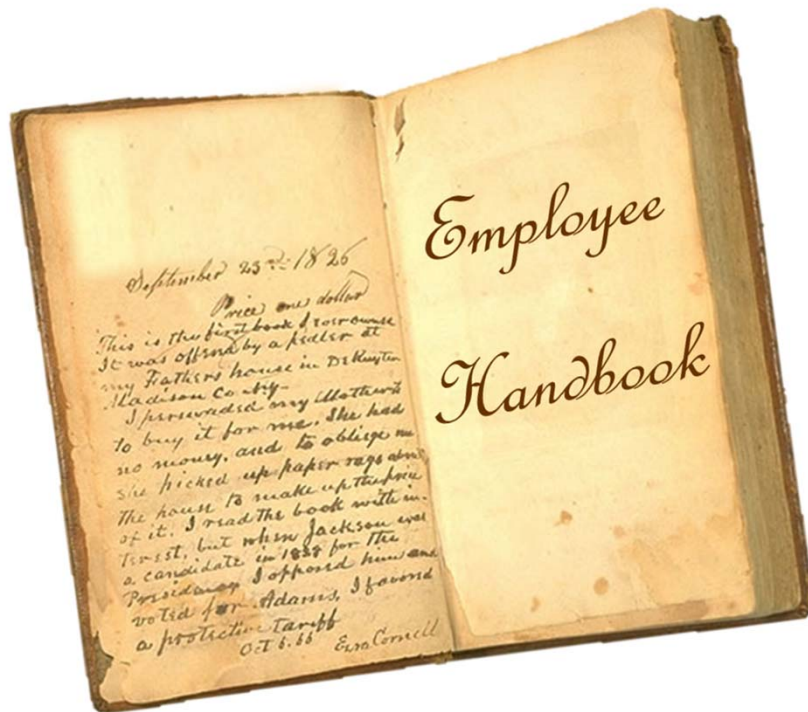 September 23rd 1826
Price one dollar
This is the first book I ever owned
It was offered by a pedler at
my Fathers house in DeRuyter
Madison Co NY-
I persuaded my Mother
to buy it for me. She had
no money, and to obliege me
she picked up paper rags about
the house to make up the price
of it. I read the book with in-
terest, but when Jackson was
a candidate in 1828 for the
Presidency I opposed him and
voted for Adams, I favored
a protective tariff
Oct 6.66
Ezra Cornell
Employee
Handbook